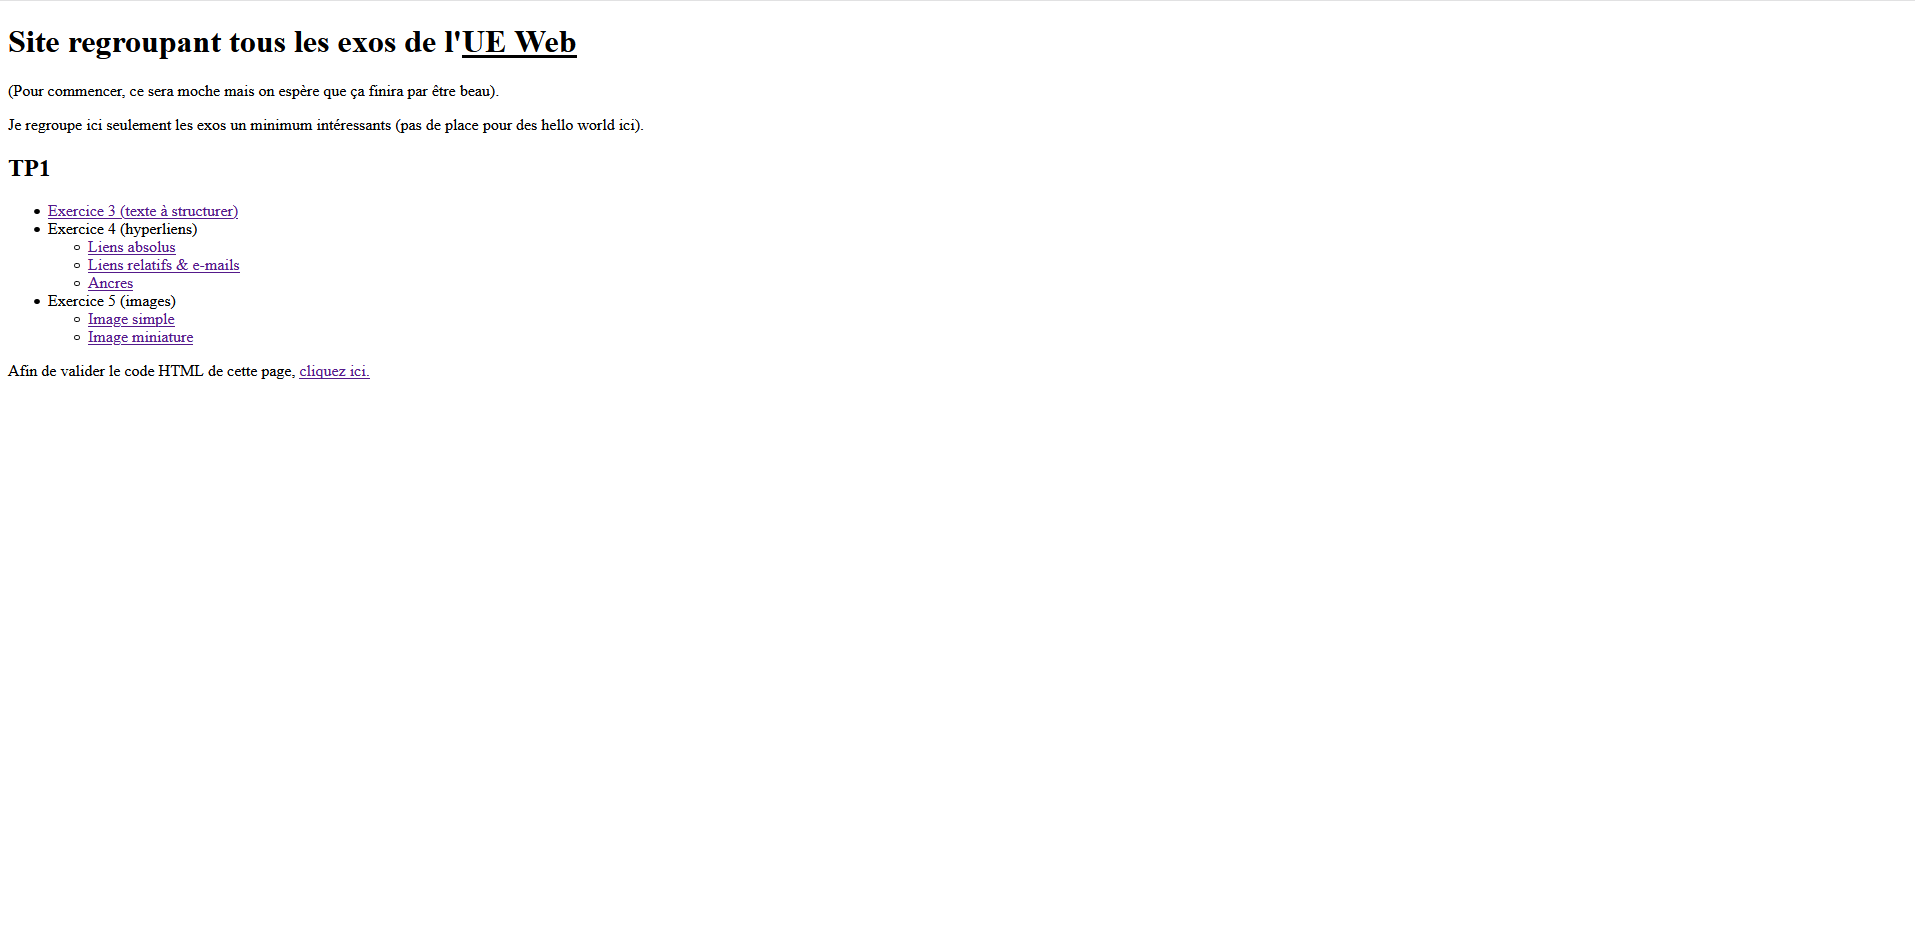 Site regroupant tous les exos de l'UE Web
(Pour commencer, ce sera moche mais on espère que ça finira par être beau).
Je regroupe ici seulement les exos un minimum intéressants (pas de place pour des hello world ici).
TP1
Exercice 3 (texte à structurer)
Exercice 4 (hyperliens)
Liens absolus
Liens relatifs & e-mails
Ancres
Exercice 5 (images)
Image simple
Image miniature
Afin de valider le code HTML de cette page, cliquez ici.